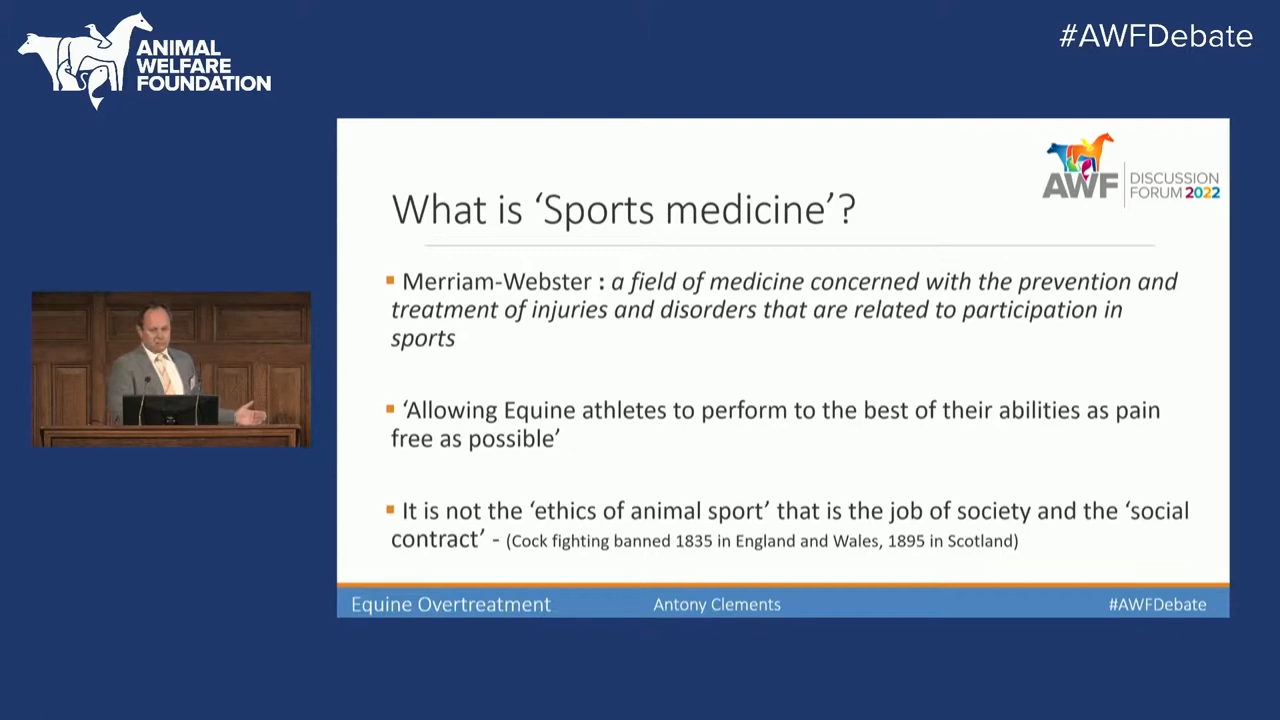 ANIMAL
WELFARE
FOUNDATION
#AWFDebate
AWF
DISCUSSION
FORUM 2022
What is ‘Sports medicine’?
▪ Merriam-Webster : a field of medicine concerned with the prevention and
treatment of injuries and disorders that are related to participation in
sports
▪ ‘Allowing Equine athletes to perform to the best of their abilities as pain
free as possible’
▪ It is not the ‘ethics of animal sport’ that is the job of society and the ‘social
contract’ - (Cock fighting banned 1835 in England and Wales, 1895 in Scotland)
Equine Overtreatment
Antony Clements
#AWFDebate